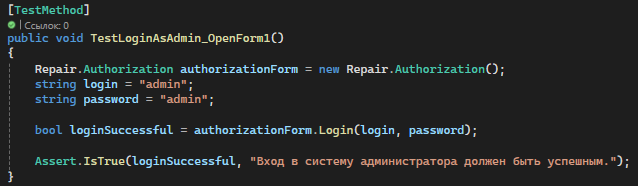 [TestMethod]
| Ссылок: 0
public void TestLoginAsAdmin_OpenForm1()
{
Repair.Authorization authorizationForm = new Repair.Authorization();
string login = "admin";
string password = "admin";
bool loginSuccessful = authorizationForm.Login(login, password);
Assert.IsTrue(loginSuccessful, "Вход в систему администратора должен быть успешным.");
}